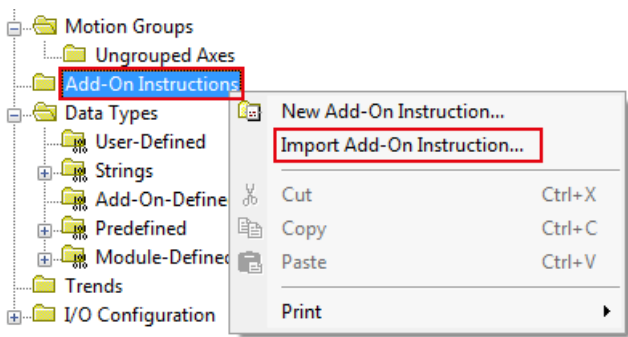 Motion Groups
Ungrouped Axes
Add-On Instructions
Data Types
User-Defined
Strings
Add-On-Define
Predefined
Module-Define
Trends
I/O Configuration
New Add-On Instruction...
Import Add-On Instruction...
Cut Ctrl+X
Copy Ctrl+C
Paste Ctrl+V
Print